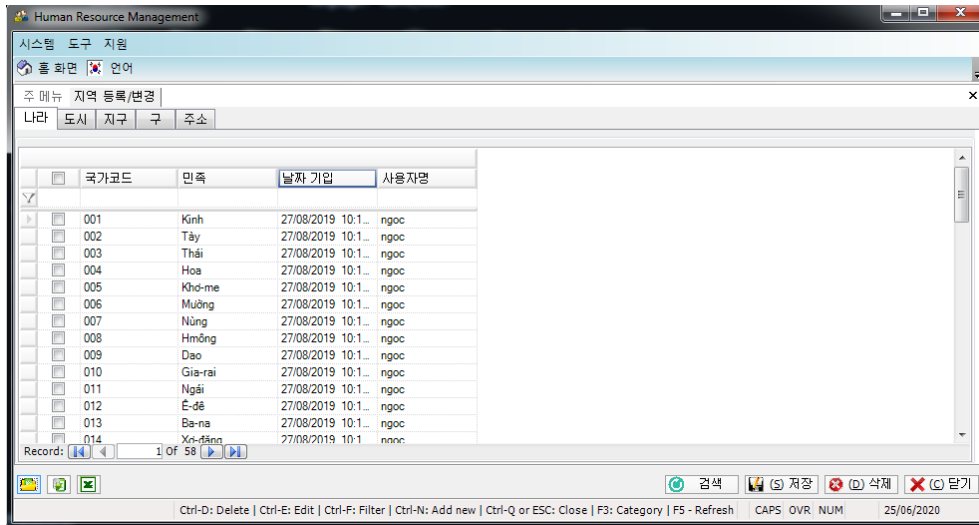 Human Resource Management
시스템 도구 지원
홈 화면 언어
주 메뉴 지역 등록/변경
나라 도시 지구 구 주소
국가코드 민족 날짜 기입 사용자명
001 Kinh 27/08/2019 10:1... ngoc
002 Tày 27/08/2019 10:1... ngoc
003 Thái 27/08/2019 10:1... ngoc
004 Hoa 27/08/2019 10:1... ngoc
005 Khơ-me 27/08/2019 10:1... ngoc
006 Mường 27/08/2019 10:1... ngoc
007 Nùng 27/08/2019 10:1... ngoc
008 Hmông 27/08/2019 10:1... ngoc
009 Dao 27/08/2019 10:1... ngoc
010 Gia-rai 27/08/2019 10:1... ngoc
011 Ngái 27/08/2019 10:1... ngoc
012 Ê-đê 27/08/2019 10:1... ngoc
013 Ba-na 27/08/2019 10:1... ngoc
014 Xơ-đăng 27/08/2019 10:1... ngoc
Record: 1 Of 58
검색 (S) 저장 (D) 삭제 (C) 닫기
Ctrl-D: Delete | Ctrl-E: Edit | Ctrl-F: Filter | Ctrl-N: Add new | Ctrl-Q or ESC: Close | F3: Category | F5 - Refresh CAPS OVR NUM 25/06/2020